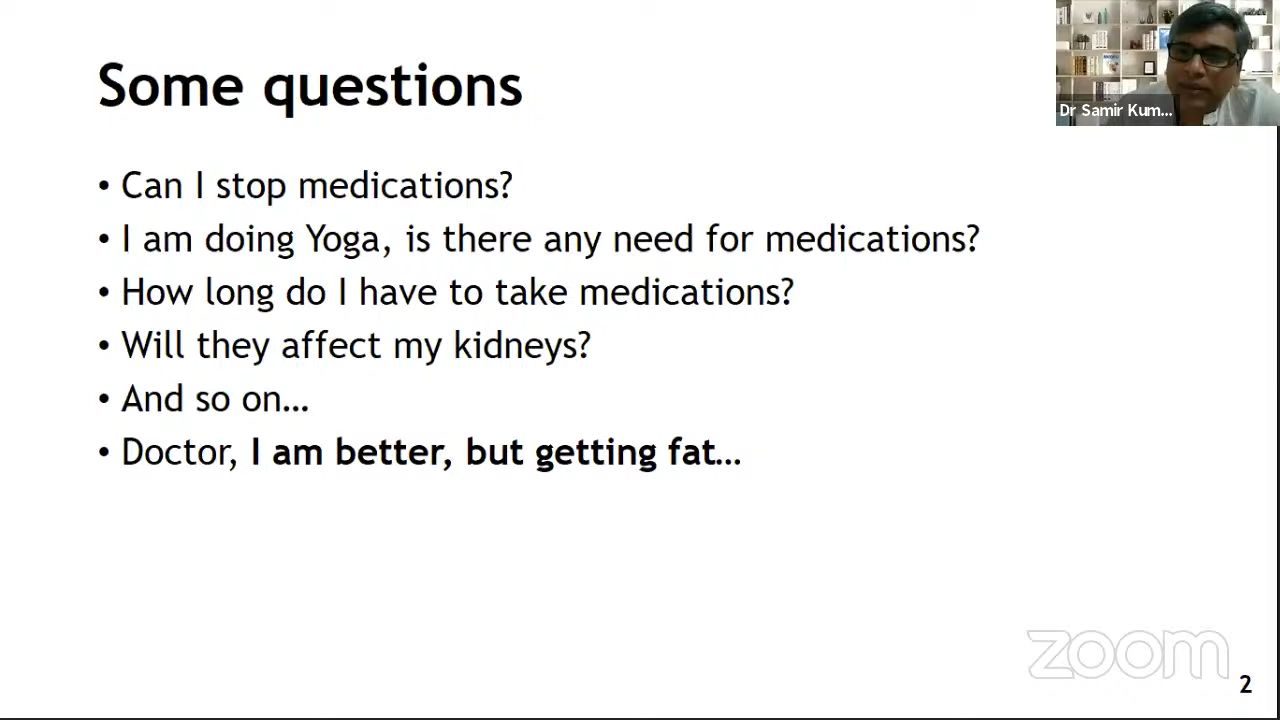 Some questions
Dr Samir Kum...
• Can I stop medications?
• I am doing Yoga, is there any need for medications?
• How long do I have to take medications?
• Will they affect my kidneys?
• And so on…
• Doctor, I am better, but getting fat…
zoom
2